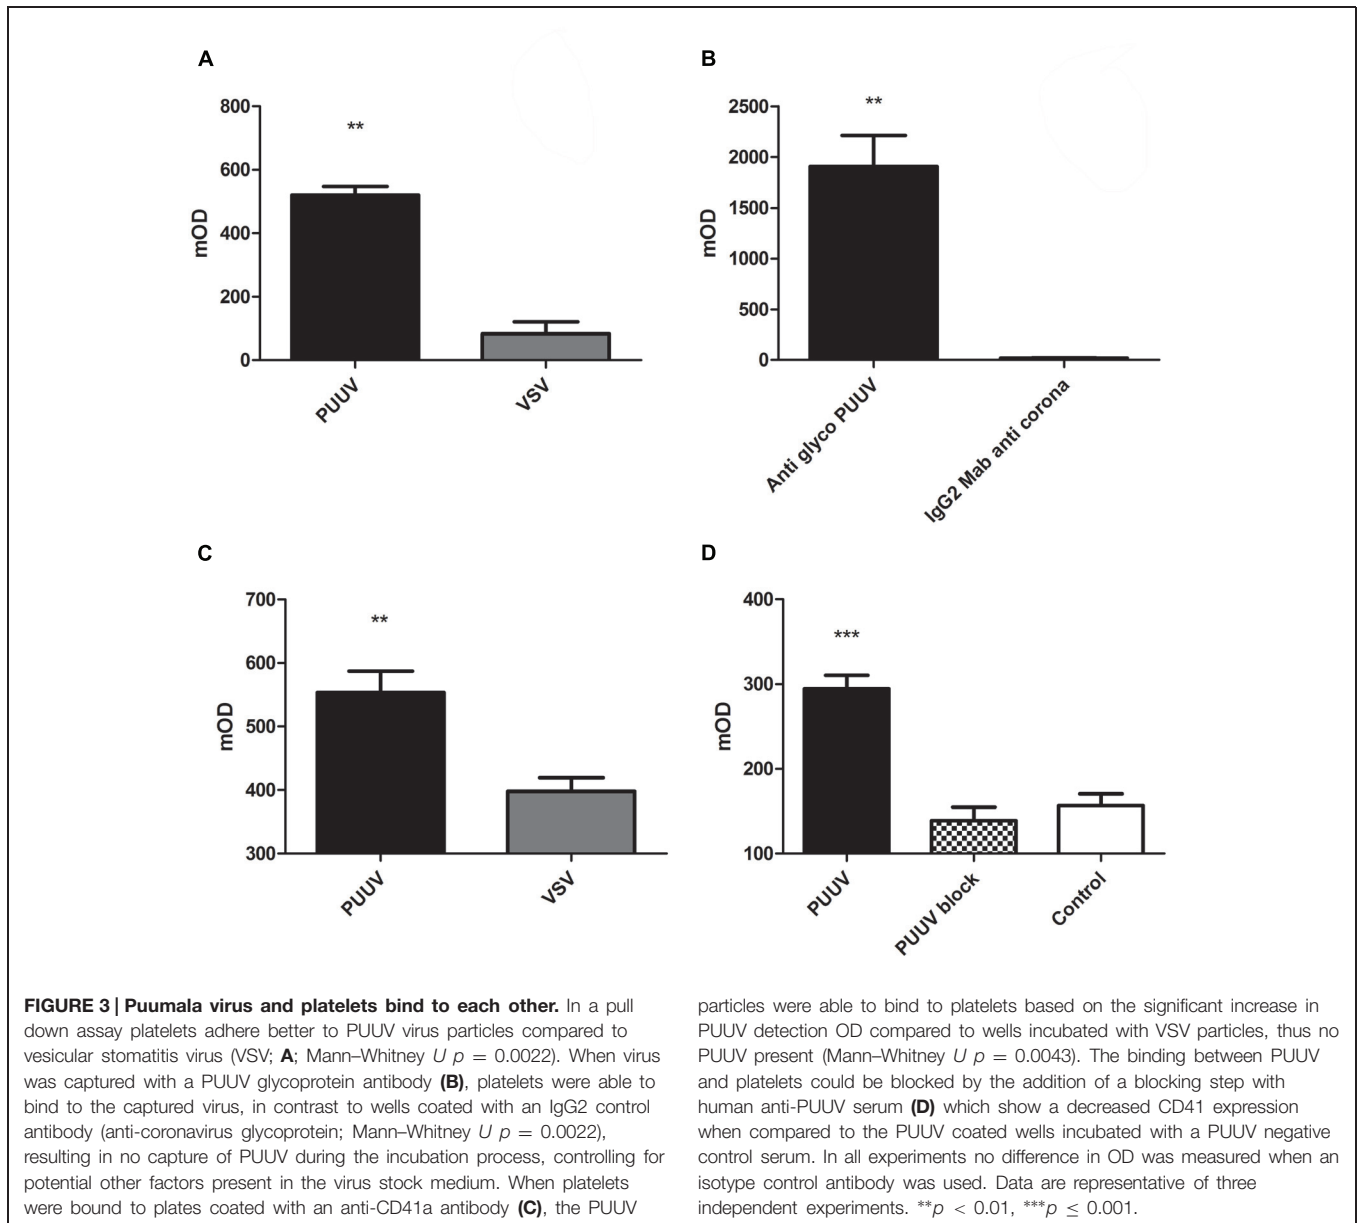 A
800
600
400
200
0
mOD
**
PUUV
VSV
B
2500
2000
1500
1000
500
0
mOD
**
Anti glyco PUUV
IgG2 Mab anti corona
C
700
600
500
400
300
mOD
**
PUUV
VSV
D
400
300
200
100
mOD
***
PUUV
PUUV block
Control
FIGURE 3 | Puumala virus and platelets bind to each other. In a pull
down assay platelets adhere better to PUUV virus particles compared to
vesicular stomatitis virus (VSV; A; Mann–Whitney U p = 0.0022). When virus
was captured with a PUUV glycoprotein antibody (B), platelets were able to
bind to the captured virus, in contrast to wells coated with an IgG2 control
antibody (anti-coronavirus glycoprotein; Mann–Whitney U p = 0.0022),
resulting in no capture of PUUV during the incubation process, controlling for
potential other factors present in the virus stock medium. When platelets
were bound to plates coated with an anti-CD41a antibody (C), the PUUV
particles were able to bind to platelets based on the significant increase in
PUUV detection OD compared to wells incubated with VSV particles, thus no
PUUV present (Mann–Whitney U p = 0.0043). The binding between PUUV
and platelets could be blocked by the addition of a blocking step with
human anti-PUUV serum (D) which show a decreased CD41 expression
when compared to the PUUV coated wells incubated with a PUUV negative
control serum. In all experiments no difference in OD was measured when an
isotype control antibody was used. Data are representative of three
independent experiments. **p < 0.01, ***p ≤ 0.001.